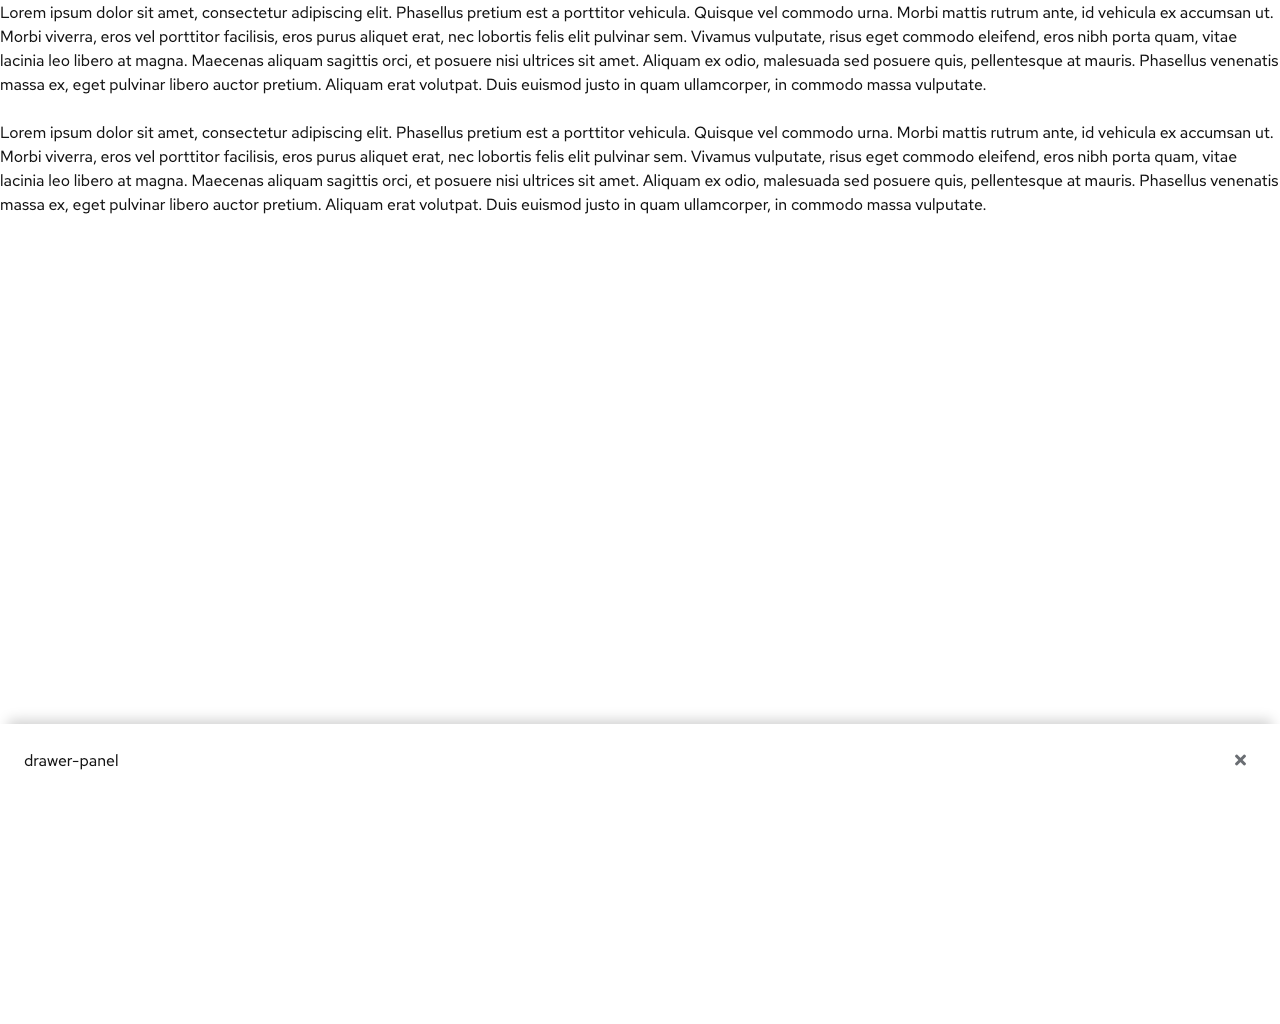 Lorem ipsum dolor sit amet, consectetur adipiscing elit. Phasellus pretium est a porttitor vehicula. Quisque vel commodo urna. Morbi mattis rutrum ante, id vehicula ex accumsan ut.
Morbi viverra, eros vel porttitor facilisis, eros purus aliquet erat, nec lobortis felis elit pulvinar sem. Vivamus vulputate, risus eget commodo eleifend, eros nibh porta quam, vitae
lacinia leo libero at magna. Maecenas aliquam sagittis orci, et posuere nisi ultrices sit amet. Aliquam ex odio, malesuada sed posuere quis, pellentesque at mauris. Phasellus venenatis
massa ex, eget pulvinar libero auctor pretium. Aliquam erat volutpat. Duis euismod justo in quam ullamcorper, in commodo massa vulputate.
Lorem ipsum dolor sit amet, consectetur adipiscing elit. Phasellus pretium est a porttitor vehicula. Quisque vel commodo urna. Morbi mattis rutrum ante, id vehicula ex accumsan ut.
Morbi viverra, eros vel porttitor facilisis, eros purus aliquet erat, nec lobortis felis elit pulvinar sem. Vivamus vulputate, risus eget commodo eleifend, eros nibh porta quam, vitae
lacinia leo libero at magna. Maecenas aliquam sagittis orci, et posuere nisi ultrices sit amet. Aliquam ex odio, malesuada sed posuere quis, pellentesque at mauris. Phasellus venenatis
massa ex, eget pulvinar libero auctor pretium. Aliquam erat volutpat. Duis euismod justo in quam ullamcorper, in commodo massa vulputate.
drawer-panel